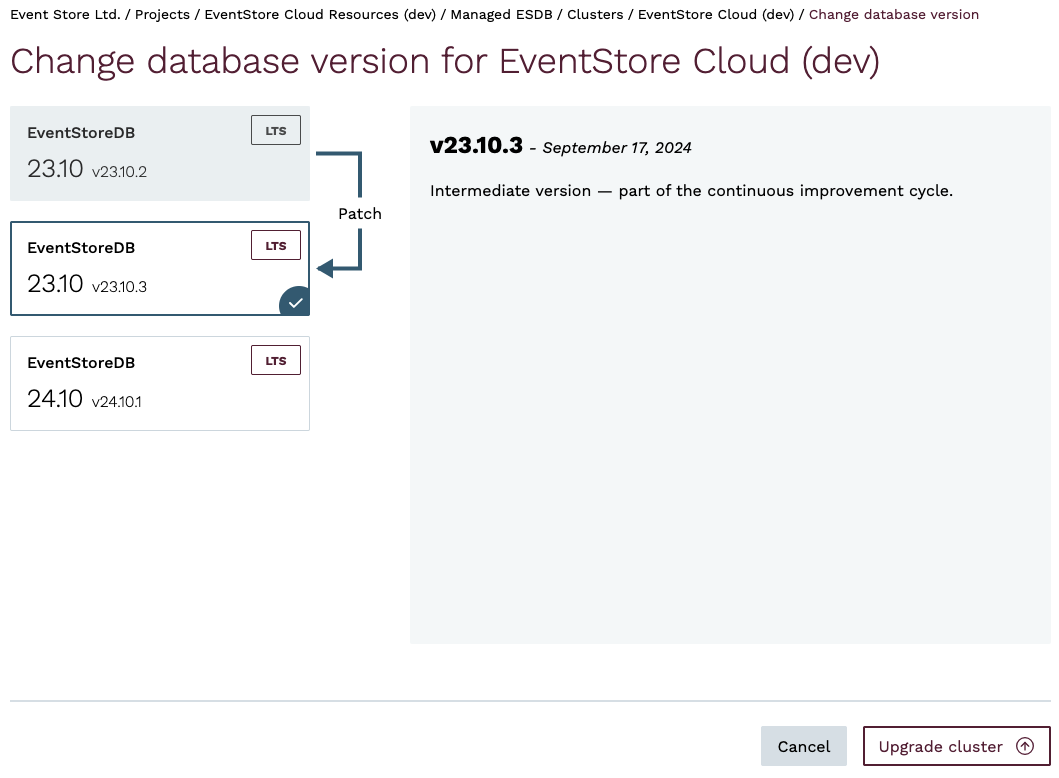 Event Store Ltd. / Projects / EventStore Cloud Resources (dev) / Managed ESDB / Clusters / EventStore Cloud (dev) / Change database version
Change database version for EventStore Cloud (dev)
EventStoreDB
LTS
23.10 v23.10.2
Patch
EventStoreDB
LTS
23.10 v23.10.3
EventStoreDB
LTS
24.10 v24.10.1
v23.10.3 - September 17, 2024
Intermediate version — part of the continuous improvement cycle.
Cancel
Upgrade cluster